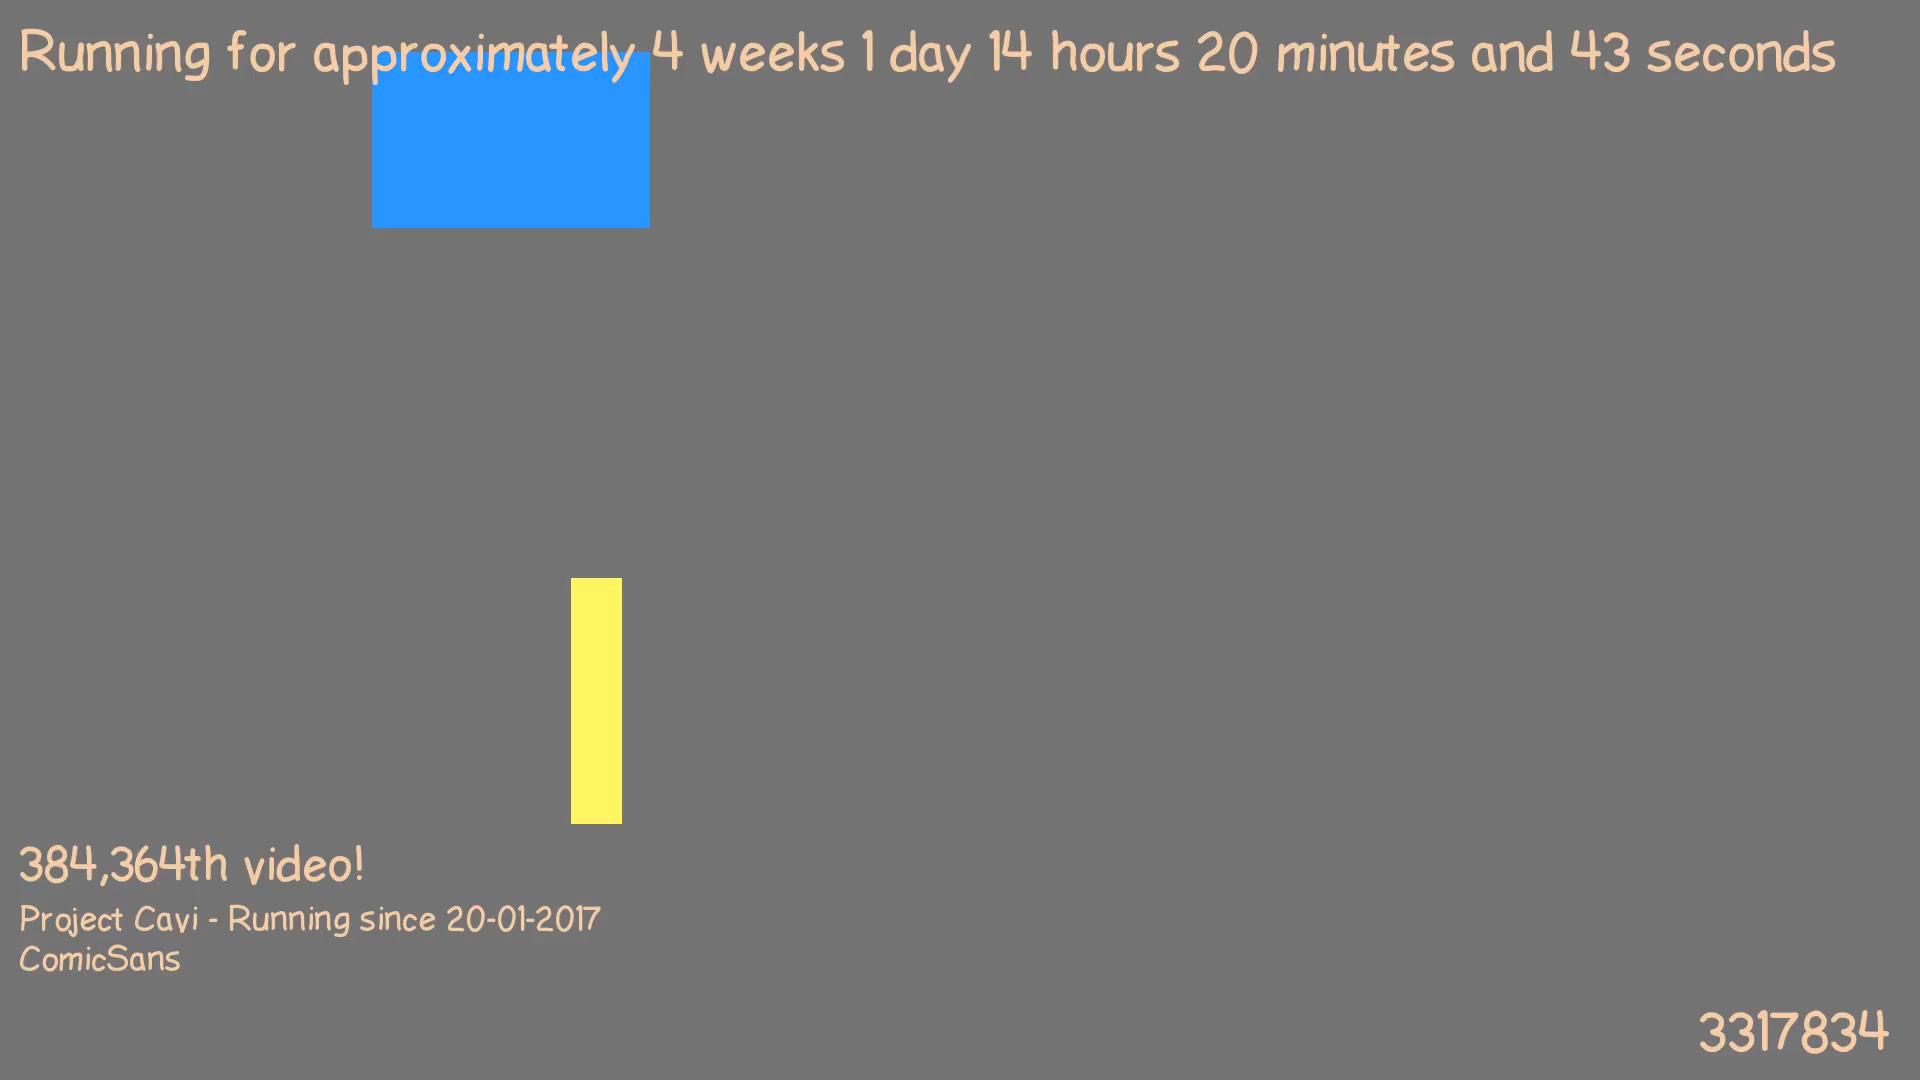 Running for approximately 4 weeks 1 day 14 hours 20 minutes and 43 seconds
384,364th video!
Project Cavi - Running since 20-01-2017
ComicSans
3317834